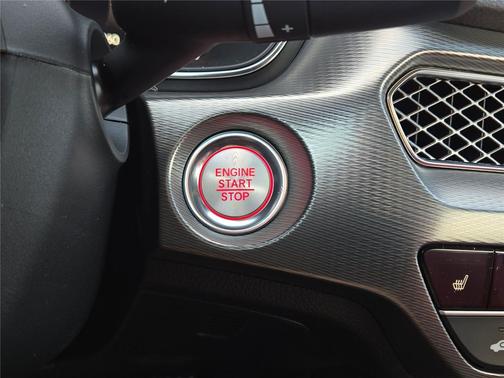 +
ENGINE
START
STOP